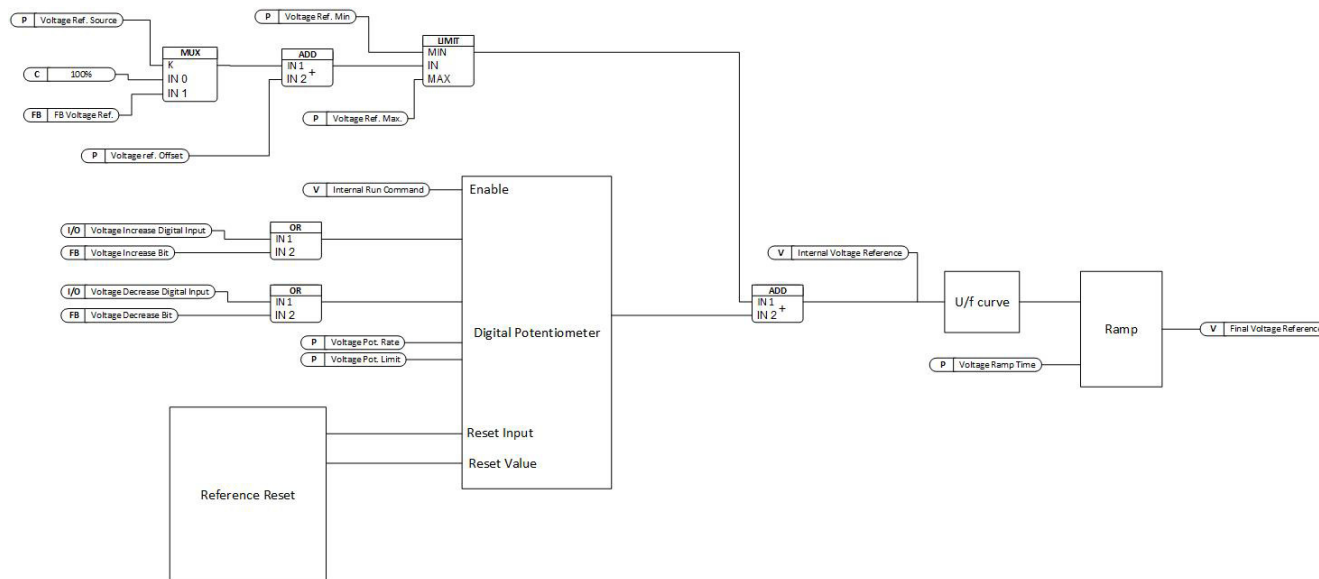 P Voltage Ref. Source
P Voltage Ref. Min
MUX
K
IN 0
IN 1
C 100%
FB FB Voltage Ref.
ADD
IN 1
IN 2 +
LIMIT
MIN
IN
MAX
P Voltage Ref. Max.
P Voltage ref. Offset
V Internal Run Command
Enable
I/O Voltage Increase Digital Input
FB Voltage Increase Bit
OR
IN 1
IN 2
I/O Voltage Decrease Digital Input
FB Voltage Decrease Bit
OR
IN 1
IN 2
P Voltage Pot. Rate
P Voltage Pot. Limit
Digital Potentiometer
Reset Input
Reset Value
Reference Reset
V Internal Voltage Reference
ADD
IN 1
IN 2 +
U/f curve
Ramp
P Voltage Ramp Time
V Final Voltage Reference